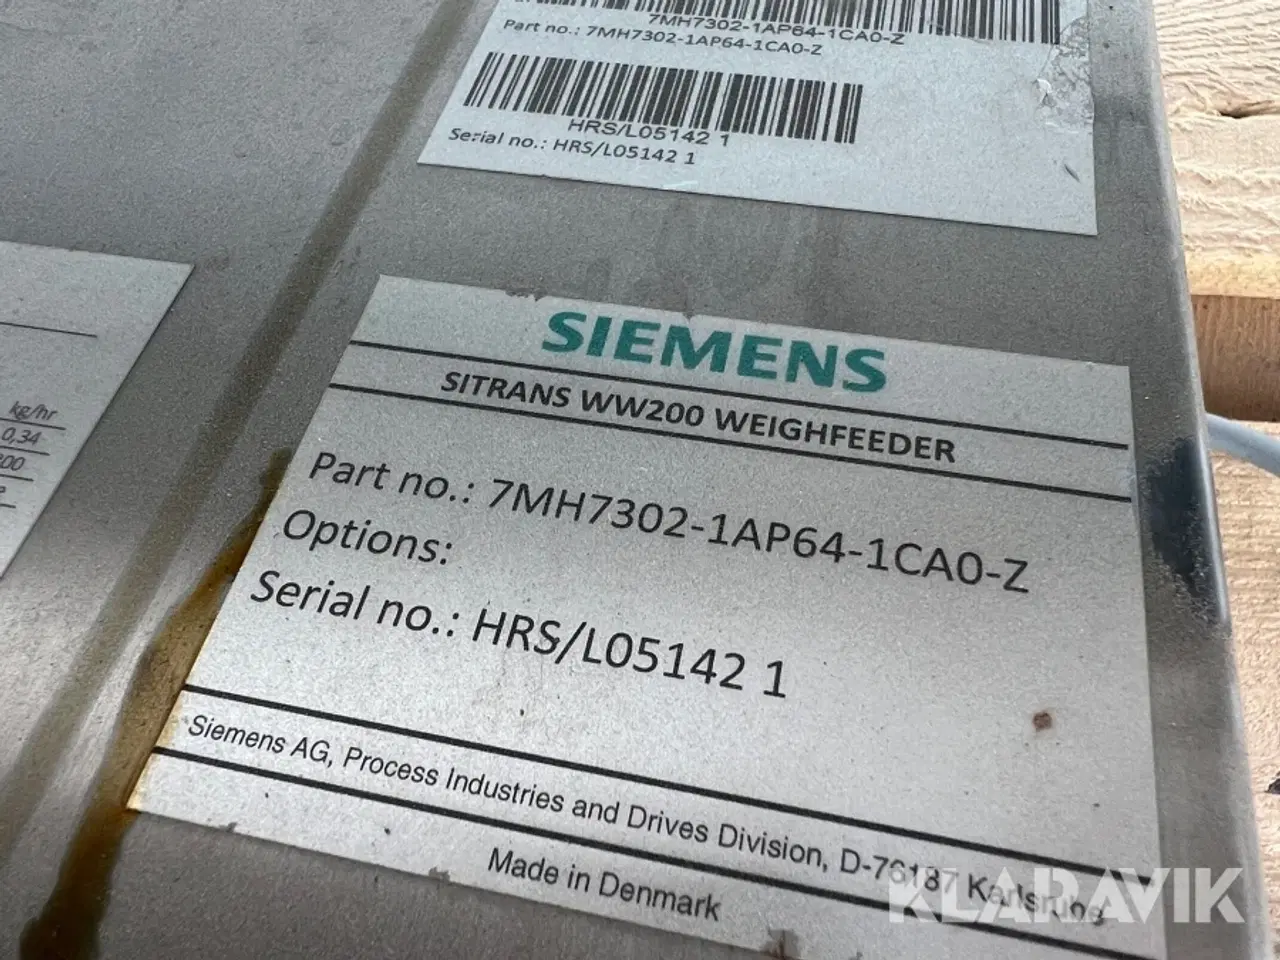 7MH7302-1AP64-1CA0-Z
Part no.: 7MH7302-1AP64-1CA0-Z
HRS/L05142 1
Serial no.: HRS/L05142 1
kg/hr
0,34
SIEMENS
SITRANS WW200 WEIGHFEEDER
Part no.: 7MH7302-1AP64-1CA0-Z
Options:
Serial no.: HRS/L05142 1
Siemens AG, Process Industries and Drives Division, D-76187 Karlsruhe
Made in Denmark
KLARAVIK